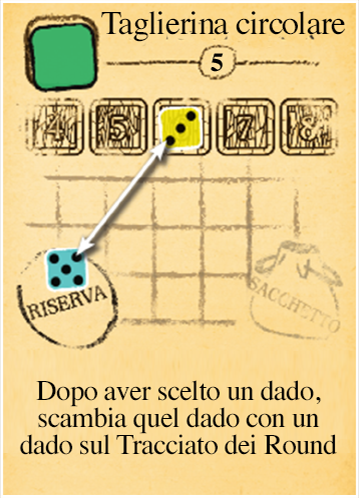 Taglierina circolare
5
4 5 7 8
RISERVA
SACCHETTO
Dopo aver scelto un dado,
scambia quel dado con un
dado sul Tracciato dei Round